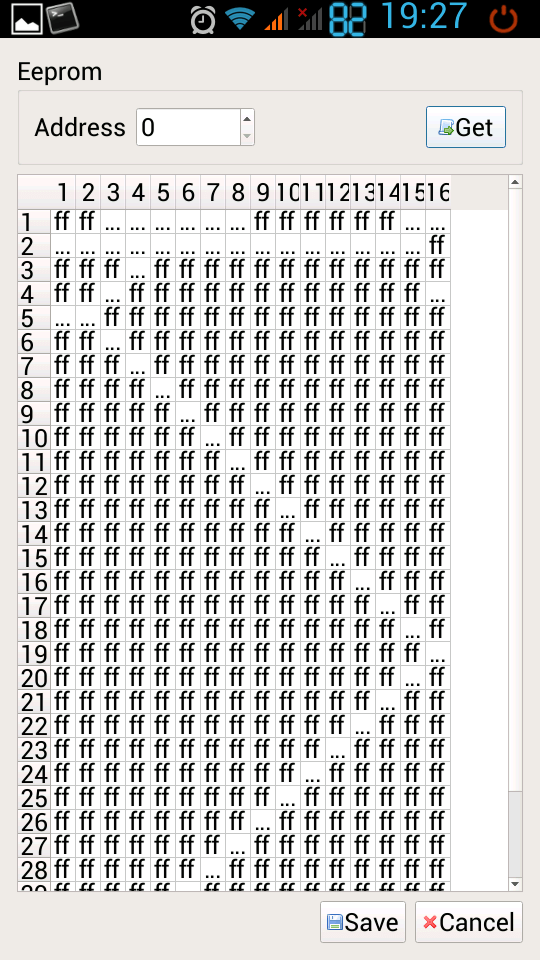 82 19:27
Eeprom
Address 0 Get
1 2 3 4 5 6 7 8 9 10 11 12 13 14 15 16
1 ff ff ... ... ... ... ... ... ff ff ff ff ff ff ... ...
2 ... ... ... ... ... ... ... ... ... ... ... ... ... ... ... ff
3 ff ff ff ... ff ff ff ff ff ff ff ff ff ff ff ff
4 ff ff ... ff ff ff ff ff ff ff ff ff ff ff ff ...
5 ... ... ff ff ff ff ff ff ff ff ff ff ff ff ff ff
6 ff ff ... ff ff ff ff ff ff ff ff ff ff ff ff ff
7 ff ff ff ... ff ff ff ff ff ff ff ff ff ff ff ff
8 ff ff ff ff ... ff ff ff ff ff ff ff ff ff ff ff
9 ff ff ff ff ff ... ff ff ff ff ff ff ff ff ff ff
10 ff ff ff ff ff ff ... ff ff ff ff ff ff ff ff ff
11 ff ff ff ff ff ff ff ... ff ff ff ff ff ff ff ff
12 ff ff ff ff ff ff ff ff ... ff ff ff ff ff ff ff
13 ff ff ff ff ff ff ff ff ff ... ff ff ff ff ff ff
14 ff ff ff ff ff ff ff ff ff ff ... ff ff ff ff ff
15 ff ff ff ff ff ff ff ff ff ff ff ... ff ff ff ff
16 ff ff ff ff ff ff ff ff ff ff ff ff ... ff ff ff
17 ff ff ff ff ff ff ff ff ff ff ff ff ff ... ff ff
18 ff ff ff ff ff ff ff ff ff ff ff ff ff ff ... ff
19 ff ff ff ff ff ff ff ff ff ff ff ff ff ff ff ...
20 ff ff ff ff ff ff ff ff ff ff ff ff ff ff ... ff
21 ff ff ff ff ff ff ff ff ff ff ff ff ff ... ff ff
22 ff ff ff ff ff ff ff ff ff ff ff ff ... ff ff ff
23 ff ff ff ff ff ff ff ff ff ff ff ... ff ff ff ff
24 ff ff ff ff ff ff ff ff ff ff ... ff ff ff ff ff
25 ff ff ff ff ff ff ff ff ff ... ff ff ff ff ff ff
26 ff ff ff ff ff ff ff ff ... ff ff ff ff ff ff ff
27 ff ff ff ff ff ff ff ... ff ff ff ff ff ff ff ff
28 ff ff ff ff ff ff ... ff ff ff ff ff ff ff ff ff
Save Cancel